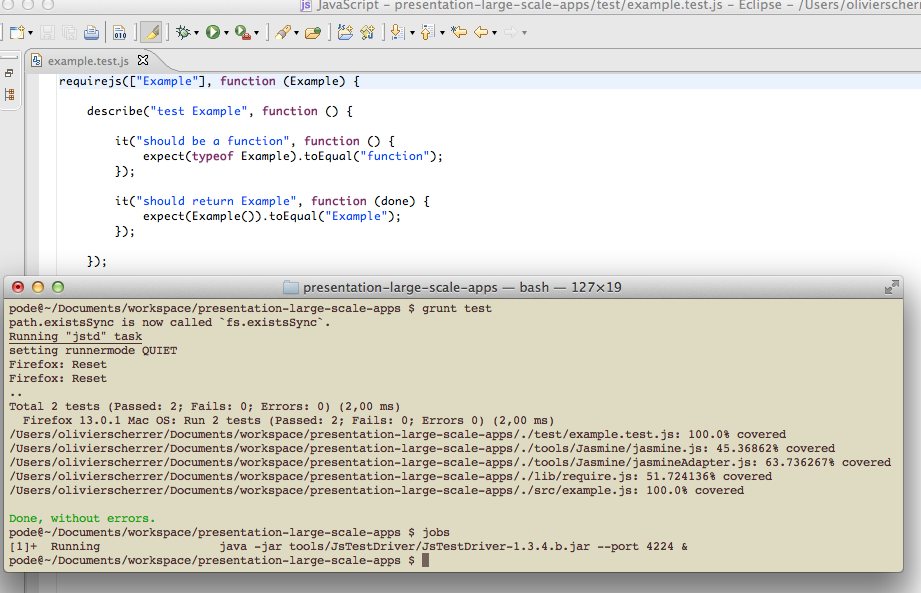 JavaScript - presentation-large-scale-apps/test/example.test.js - Eclipse - /Users/olivierscherr
example.test.js
requirejs(["Example"], function (Example) {
describe("test Example", function () {
it("should be a function", function () {
expect(typeof Example).toEqual("function");
});
it("should return Example", function (done) {
expect(Example()).toEqual("Example");
});
});
presentation-large-scale-apps — bash — 127×19
pode@~/Documents/workspace/presentation-large-scale-apps $ grunt test
path.existsSync is now called `fs.existsSync`.
Running "jstd" task
setting runnermode QUIET
Firefox: Reset
Firefox: Reset
..
Total 2 tests (Passed: 2; Fails: 0; Errors: 0) (2,00 ms)
Firefox 13.0.1 Mac OS: Run 2 tests (Passed: 2; Fails: 0; Errors 0) (2,00 ms)
/Users/olivierscherrer/Documents/workspace/presentation-large-scale-apps/./test/example.test.js: 100.0% covered
/Users/olivierscherrer/Documents/workspace/presentation-large-scale-apps/./tools/Jasmine/jasmine.js: 45.36862% covered
/Users/olivierscherrer/Documents/workspace/presentation-large-scale-apps/./tools/Jasmine/jasmineAdapter.js: 63.736267% covered
/Users/olivierscherrer/Documents/workspace/presentation-large-scale-apps/./lib/require.js: 51.724136% covered
/Users/olivierscherrer/Documents/workspace/presentation-large-scale-apps/./src/example.js: 100.0% covered
Done, without errors.
pode@~/Documents/workspace/presentation-large-scale-apps $ jobs
[1]+ Running java -jar tools/JsTestDriver/JsTestDriver-1.3.4.b.jar --port 4224 &
pode@~/Documents/workspace/presentation-large-scale-apps $